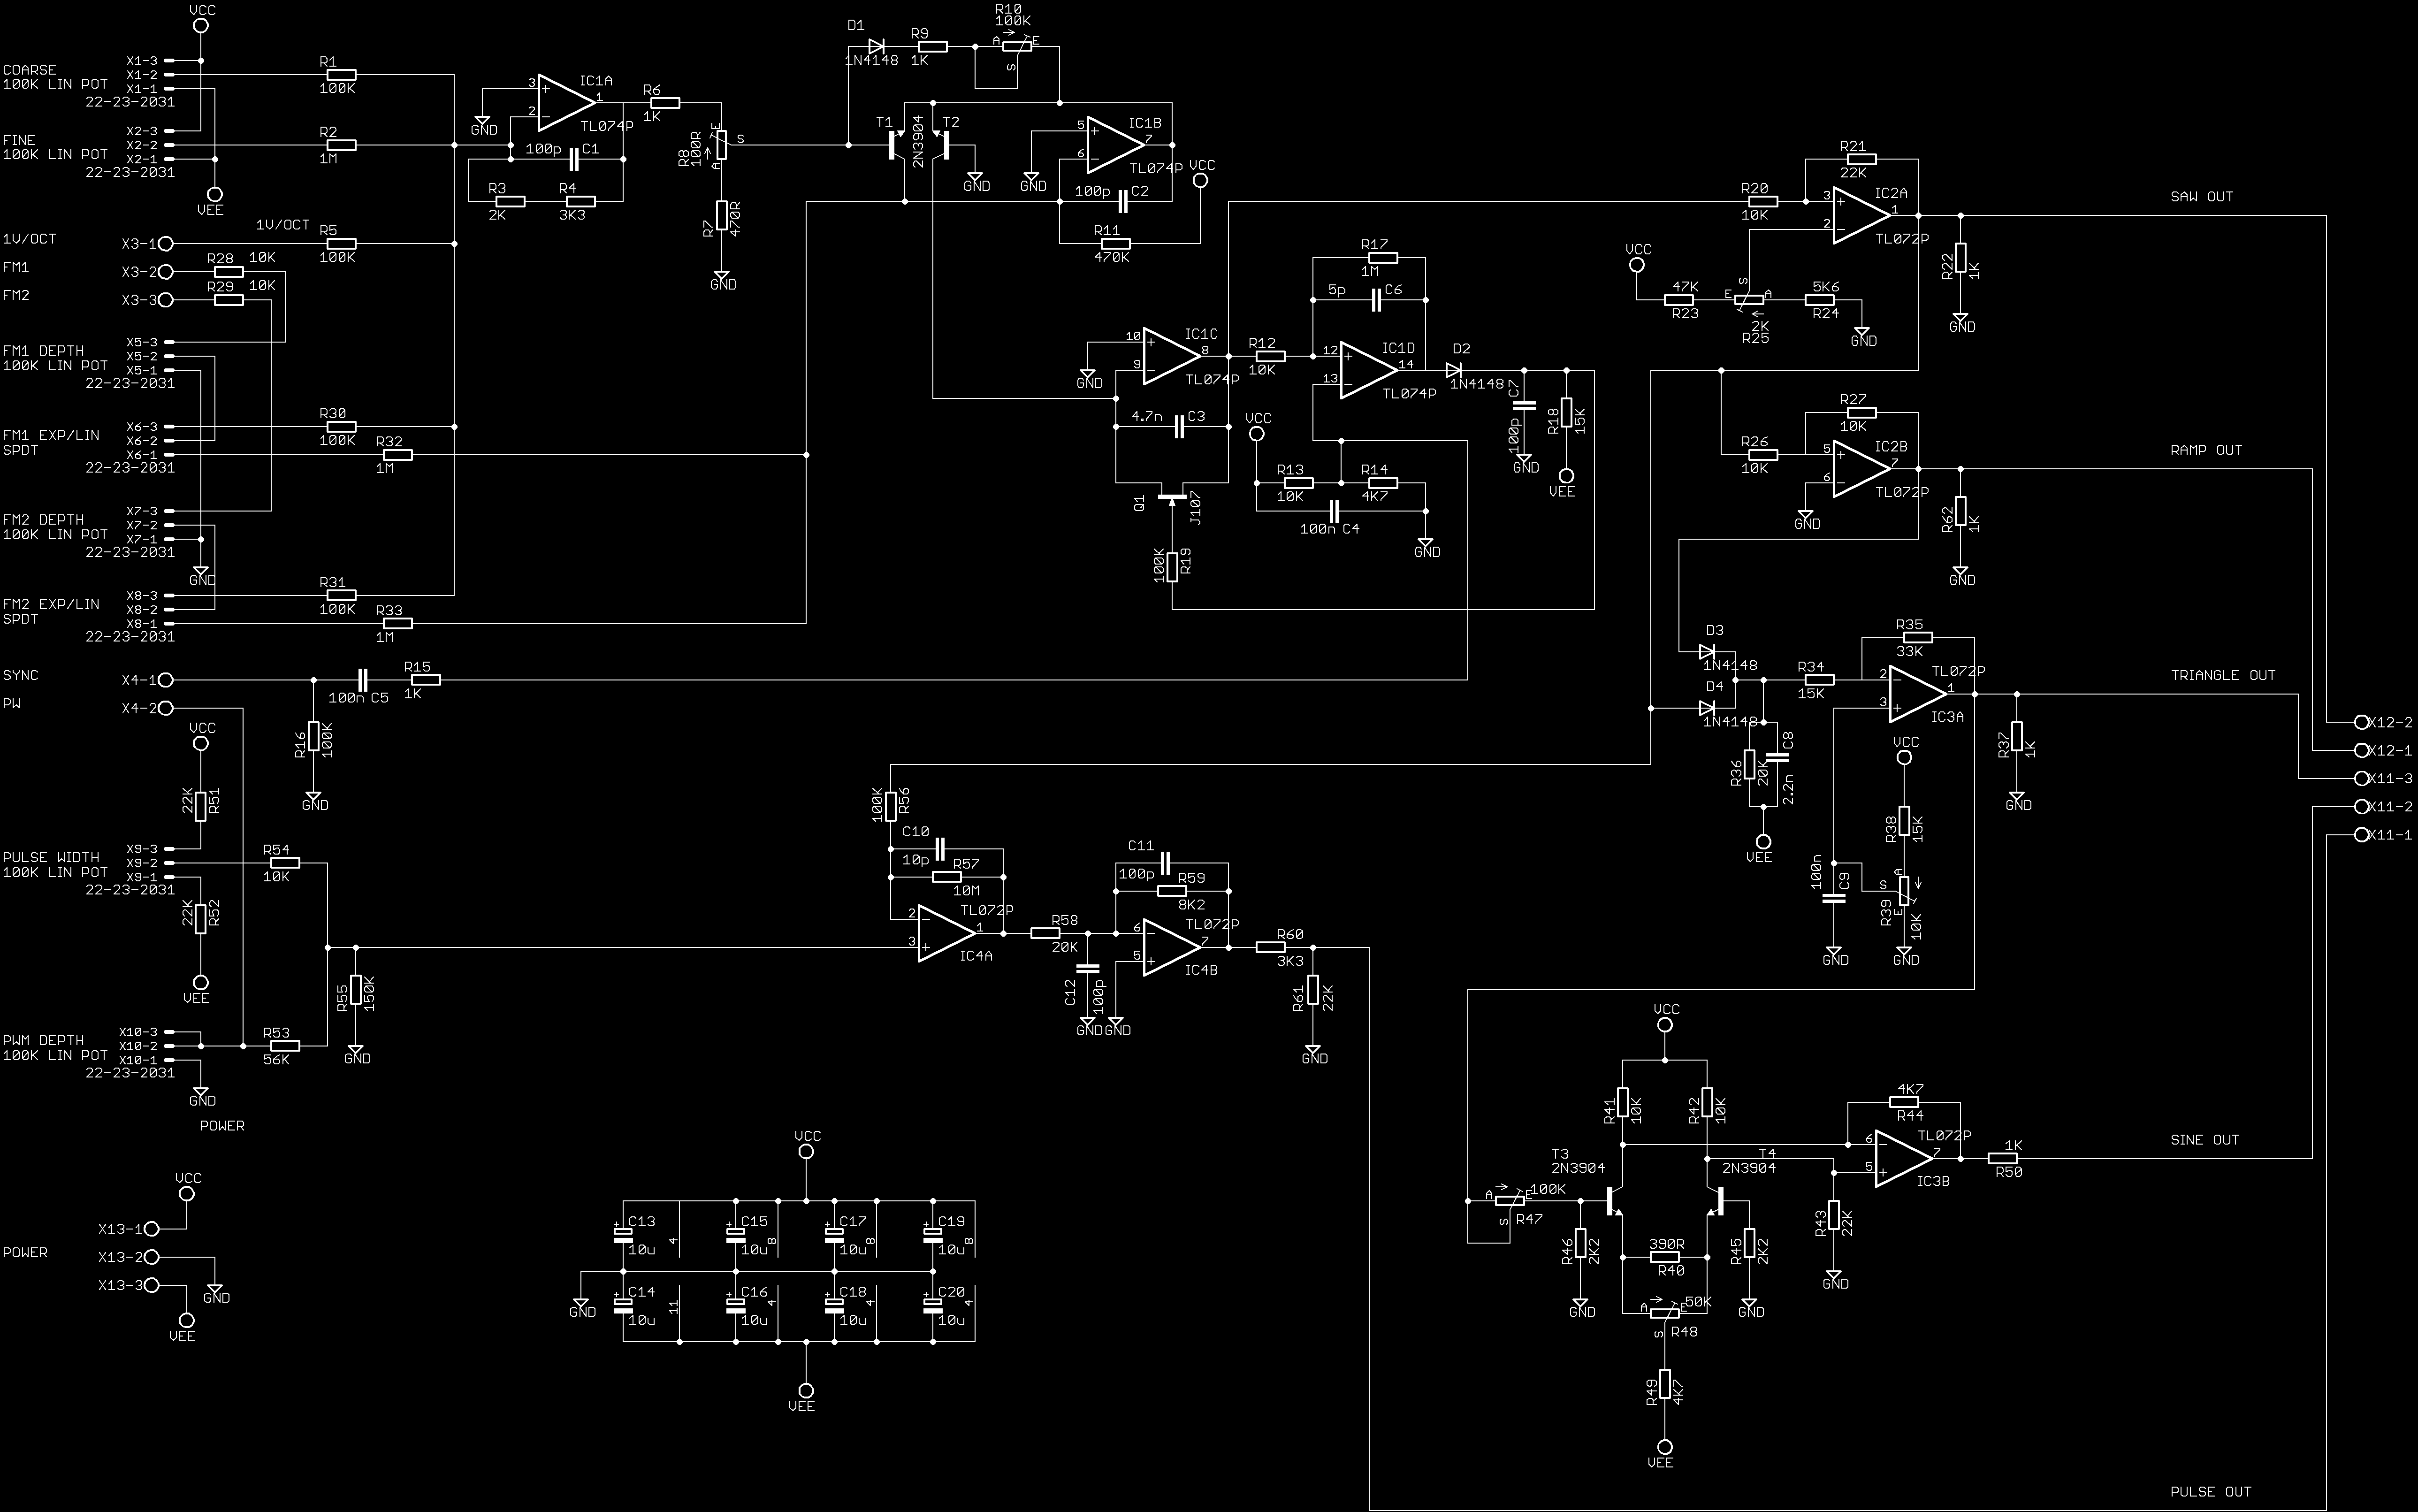 VCC
COARSE
100K LIN POT
X1-3
X1-2
X1-1
22-23-2031
R1
100K
FINE
100K LIN POT
X2-3
X2-2
X2-1
22-23-2031
R2
1M
VEE
1V/OCT
X3-1
1V/OCT
R5
100K
FM1
X3-2
R28
10K
FM2
X3-3
R29
10K
FM1 DEPTH
100K LIN POT
X5-3
X5-2
X5-1
22-23-2031
FM1 EXP/LIN
SPDT
X6-3
X6-2
X6-1
22-23-2031
R30
100K
R32
1M
FM2 DEPTH
100K LIN POT
X7-3
X7-2
X7-1
22-23-2031
GND
FM2 EXP/LIN
SPDT
X8-3
X8-2
X8-1
22-23-2031
R31
100K
R33
1M
SYNC
X4-1
100n C5
R15
1K
PW
X4-2
R16
100K
GND
VCC
22K
R51
PULSE WIDTH
100K LIN POT
X9-3
X9-2
X9-1
22-23-2031
R54
10K
22K
R52
VEE
R55
150K
GND
PWM DEPTH
100K LIN POT
X10-3
X10-2
X10-1
22-23-2031
R53
56K
GND
POWER
VCC
POWER
X13-1
X13-2
X13-3
GND
VEE
GND
3
2
1
IC1A
TL074P
100p
C1
R3
2K
R4
3K3
R6
1K
R8
100R
E
S
A
R7
470R
GND
D1
1N4148
R9
1K
R10
100K
A
E
S
T1
2N3904
T2
GND
GND
5
6
7
IC1B
TL074P
VCC
100p
C2
R11
470K
10
9
8
IC1C
TL074P
GND
4.7n
C3
Q1
J107
100K
R19
R12
10K
R17
1M
5p
C6
12
13
14
IC1D
TL074P
D2
1N4148
C7
100p
GND
R18
15K
VEE
VCC
R13
10K
R14
4K7
100n C4
GND
R20
10K
R21
22K
3
2
1
IC2A
TL072P
VCC
47K
R23
E
S
A
2K
R25
5K6
R24
GND
R22
1K
GND
SAW OUT
R26
10K
R27
10K
5
6
7
IC2B
TL072P
GND
R62
1K
GND
RAMP OUT
D3
1N4148
D4
1N4148
R34
15K
R35
33K
2
3
1
TL072P
IC3A
R36
20K
C8
2.2n
VEE
VCC
R38
15K
100n
C9
GND
S
A
E
R39
10K
GND
R37
1K
GND
TRIANGLE OUT
X12-2
X12-1
X11-3
X11-2
X11-1
100K
R56
C10
10p
R57
10M
2
3
1
TL072P
IC4A
R58
20K
C12
100p
GND
C11
100p
R59
8K2
6
5
7
TL072P
IC4B
GND
R60
3K3
R61
22K
GND
VCC
R41
10K
R42
10K
T3
2N3904
T4
2N3904
A
E
100K
S
R47
R46
2K2
GND
390R
R40
R45
2K2
GND
A
E
50K
S
R48
R49
4K7
VEE
4K7
R44
6
5
7
TL072P
IC3B
R43
22K
GND
1K
R50
SINE OUT
VCC
C13
10u
4
C15
10u
8
C17
10u
8
C19
10u
8
GND
C14
10u
11
C16
10u
4
C18
10u
4
C20
10u
4
VEE
PULSE OUT